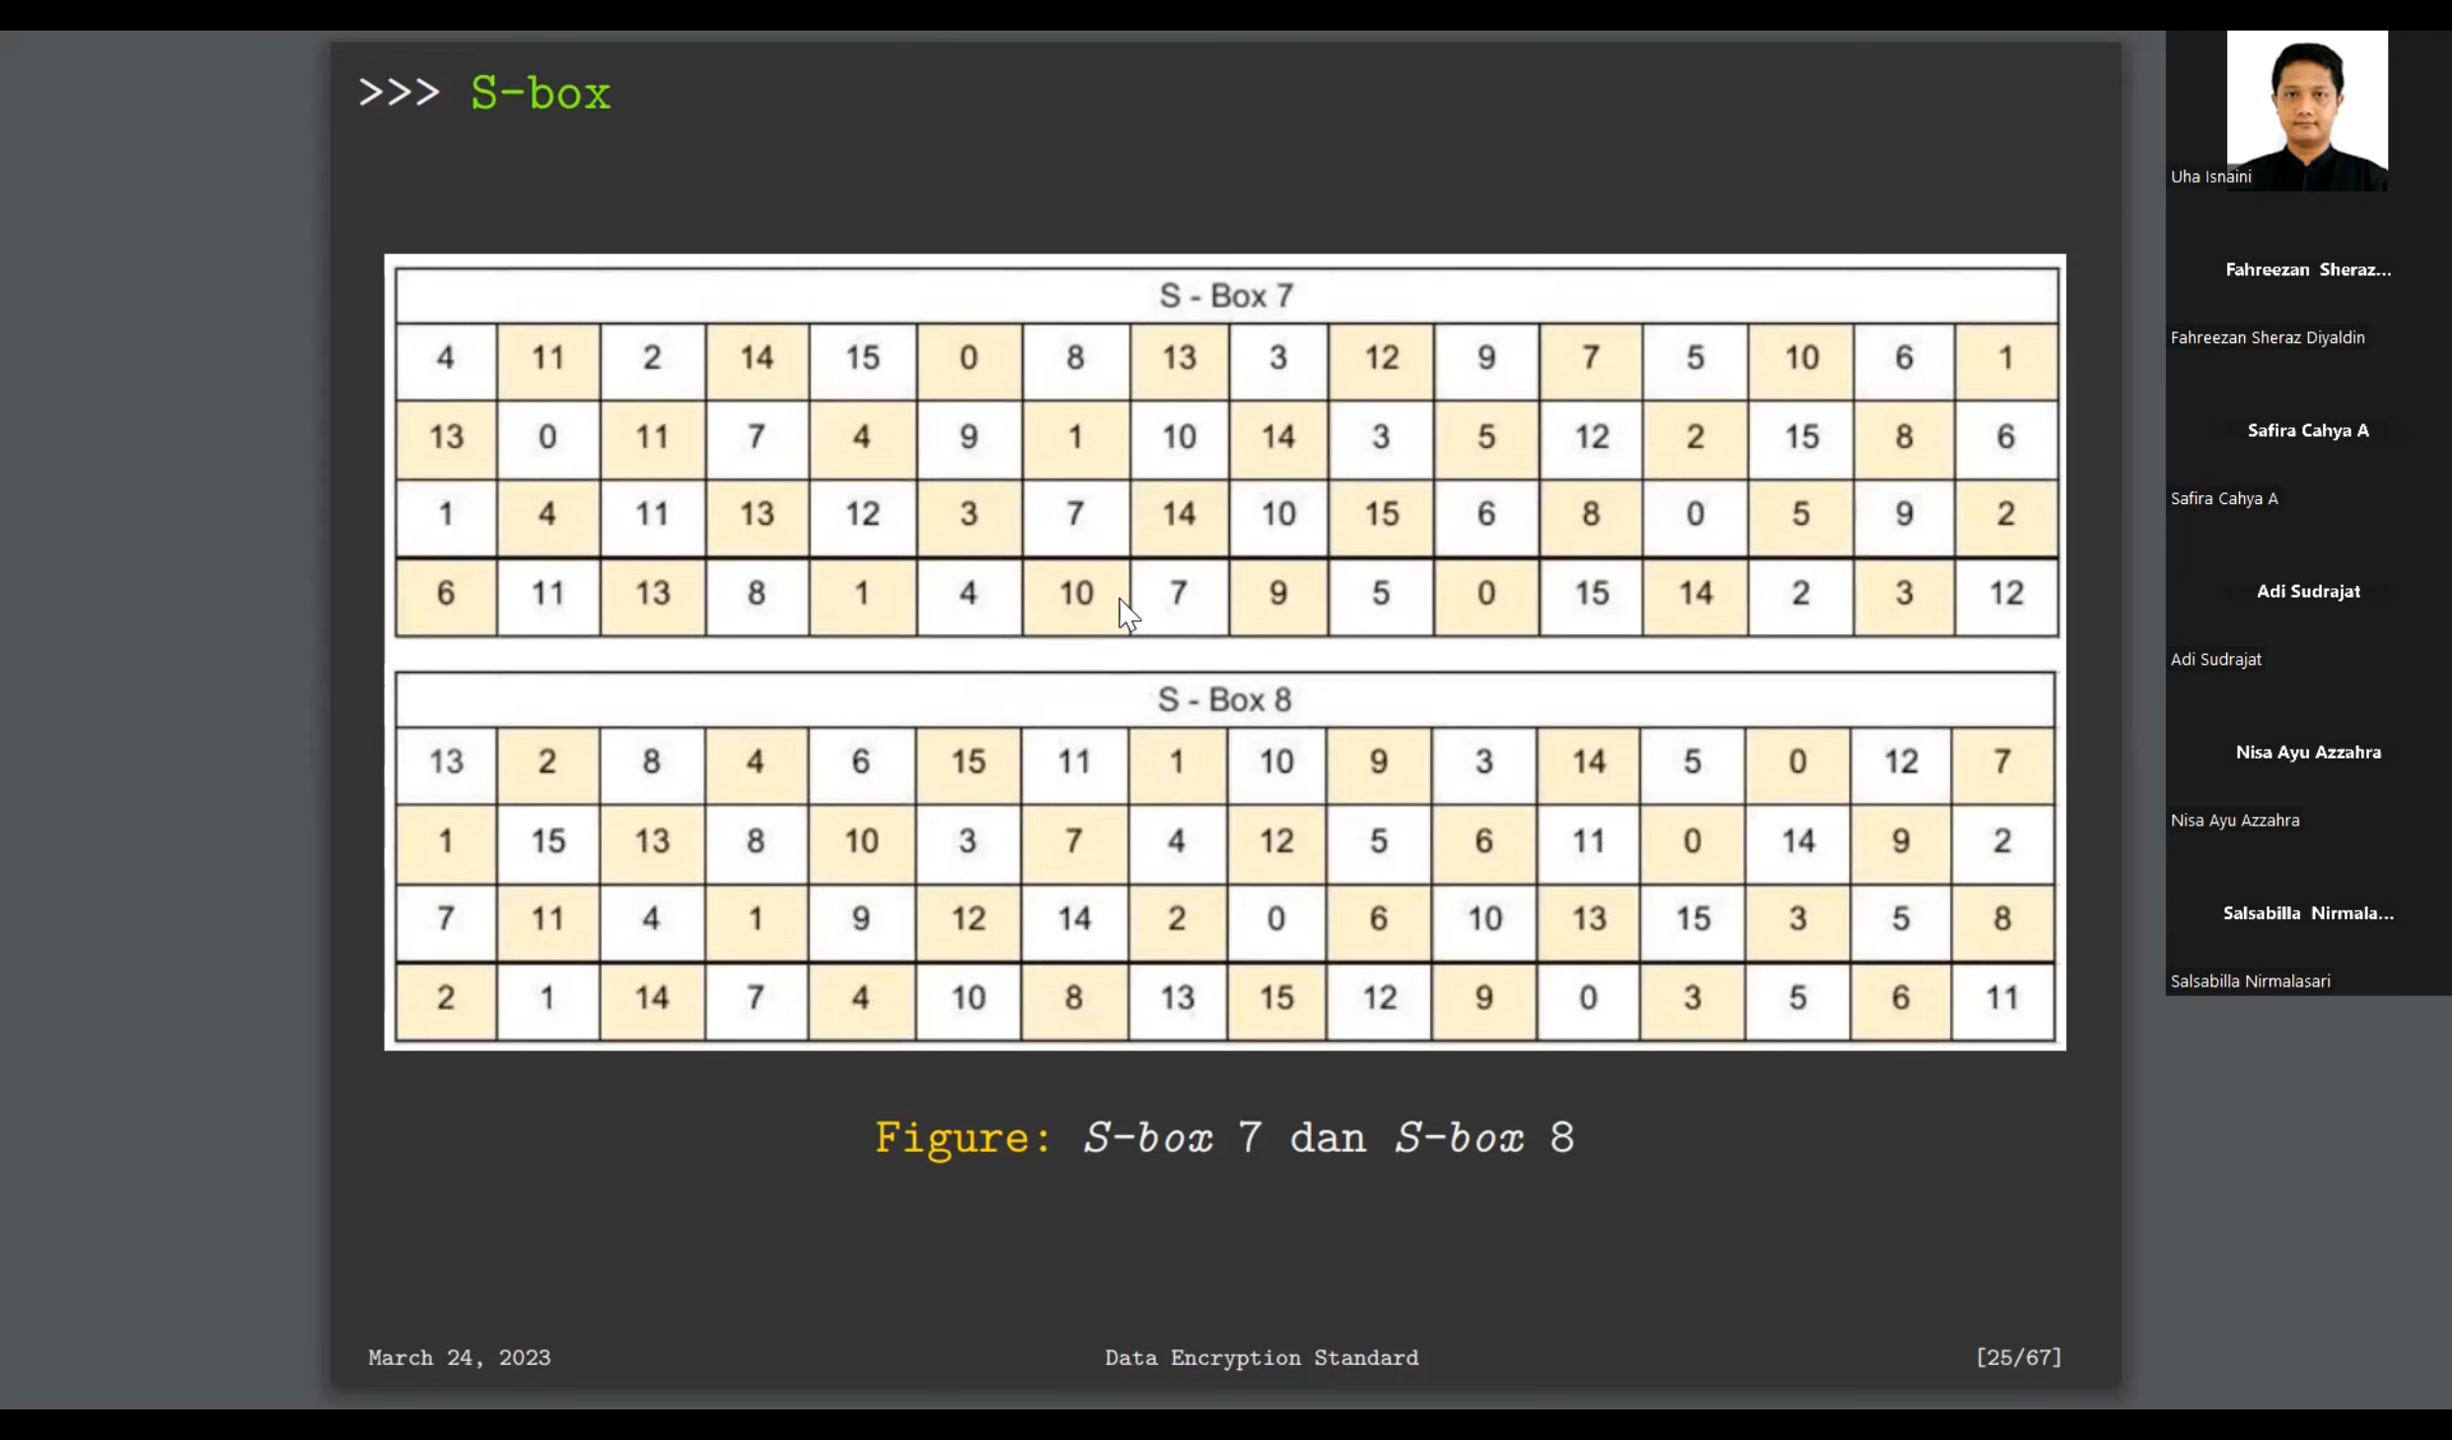 >>> S-box
S - Box 7
4 11 2 14 15 0 8 13 3 12 9 7 5 10 6 1
13 0 11 7 4 9 1 10 14 3 5 12 2 15 8 6
1 4 11 13 12 3 7 14 10 15 6 8 0 5 9 2
6 11 13 8 1 4 10 7 9 5 0 15 14 2 3 12
S - Box 8
13 2 8 4 6 15 11 1 10 9 3 14 5 0 12 7
1 15 13 8 10 3 7 4 12 5 6 11 0 14 9 2
7 11 4 1 9 12 14 2 0 6 10 13 15 3 5 8
2 1 14 7 4 10 8 13 15 12 9 0 3 5 6 11
Figure: S-box 7 dan S-box 8
March 24, 2023 Data Encryption Standard [25/67]
Uha Isnaini
Fahreezan Sheraz...
Fahreezan Sheraz Diyaldin
Safira Cahya A
Safira Cahya A
Adi Sudrajat
Adi Sudrajat
Nisa Ayu Azzahra
Nisa Ayu Azzahra
Salsabilla Nirmala...
Salsabilla Nirmalasari